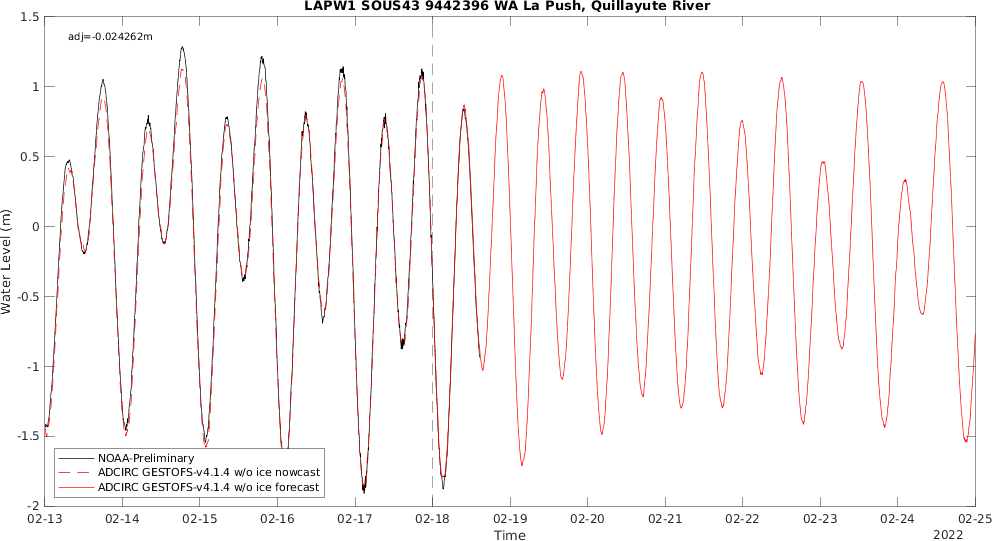 LAPW1 SOUS43 9442396 WA La Push, Quillayute River
1.5
adj=-0.024262m
1
0.5
0
-0.5
-1
-1.5
-2
Water Level (m)
NOAA-Preliminary
ADCIRC GESTOFS-v4.1.4 w/o ice nowcast
ADCIRC GESTOFS-v4.1.4 w/o ice forecast
02-13 02-14 02-15 02-16 02-17 02-18 02-19 02-20 02-21 02-22 02-23 02-24 02-25
Time
2022